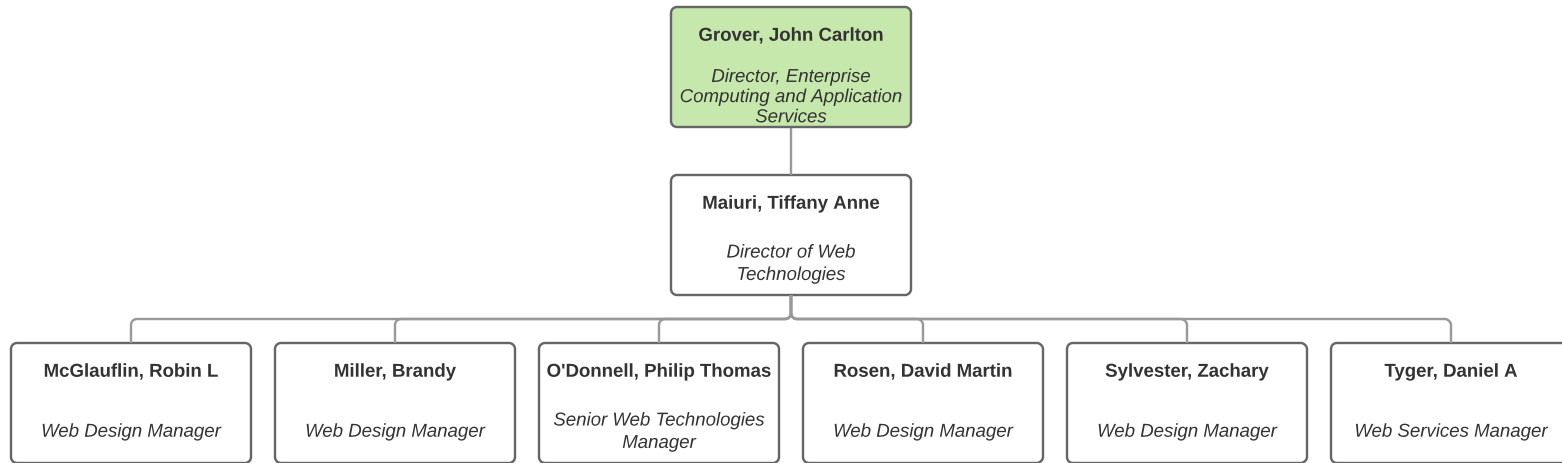 Grover, John Carlton
Director, Enterprise
Computing and Application
Services
Maiuri, Tiffany Anne
Director of Web
Technologies
McGlauflin, Robin L
Web Design Manager
Miller, Brandy
Web Design Manager
O'Donnell, Philip Thomas
Senior Web Technologies
Manager
Rosen, David Martin
Web Design Manager
Sylvester, Zachary
Web Design Manager
Tyger, Daniel A
Web Services Manager